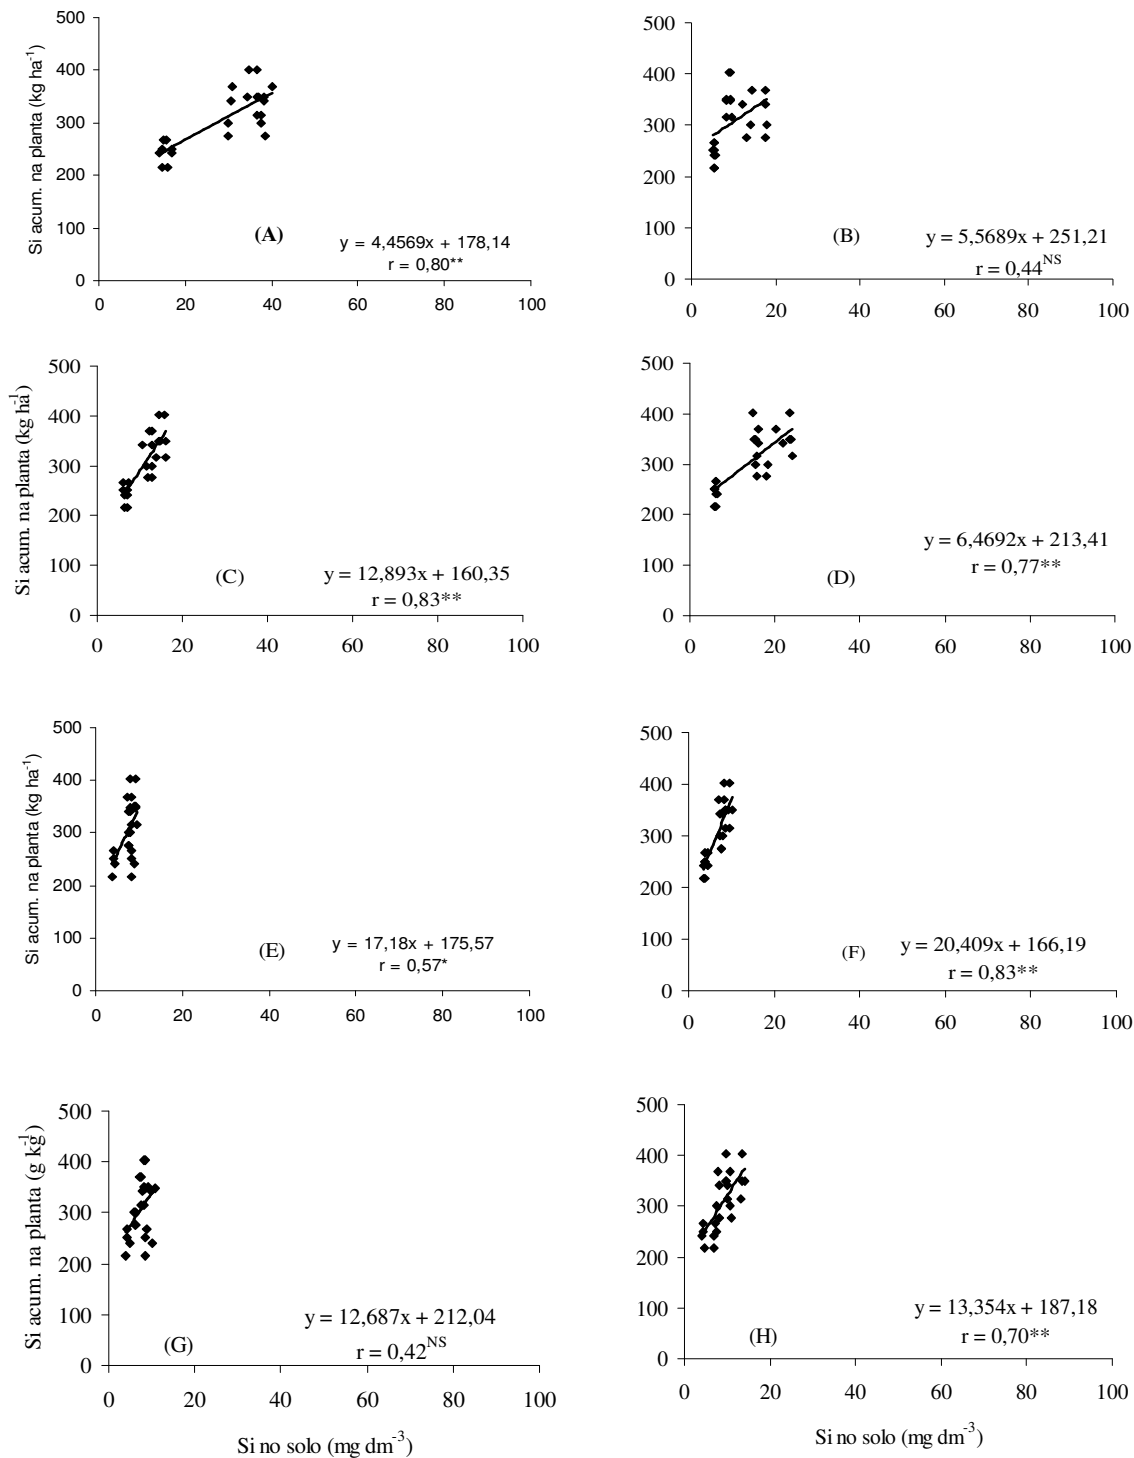 500
400
300
200
100
0
Si acum. na planta (kg ha-1)
(A)
y = 4,4569x + 178,14
r = 0,80**
0 20 40 60 80 100
500
400
300
200
100
0
(B)
y = 5,5689x + 251,21
r = 0,44NS
0 20 40 60 80 100
500
400
300
200
100
0
Si acum. na planta (kg ha-1)
(C)
y = 12,893x + 160,35
r = 0,83**
0 20 40 60 80 100
500
400
300
200
100
0
(D)
y = 6,4692x + 213,41
r = 0,77**
0 20 40 60 80 100
500
400
300
200
100
0
Si acum. na planta (kg ha-1)
(E)
y = 17,18x + 175,57
r = 0,57*
0 20 40 60 80 100
500
400
300
200
100
0
(F)
y = 20,409x + 166,19
r = 0,83**
0 20 40 60 80 100
500
400
300
200
100
0
Si acum. na planta (g kg-1)
(G)
y = 12,687x + 212,04
r = 0,42NS
0 20 40 60 80 100
Si no solo (mg dm-3)
500
400
300
200
100
0
(H)
y = 13,354x + 187,18
r = 0,70**
0 20 40 60 80 100
Si no solo (mg dm-3)